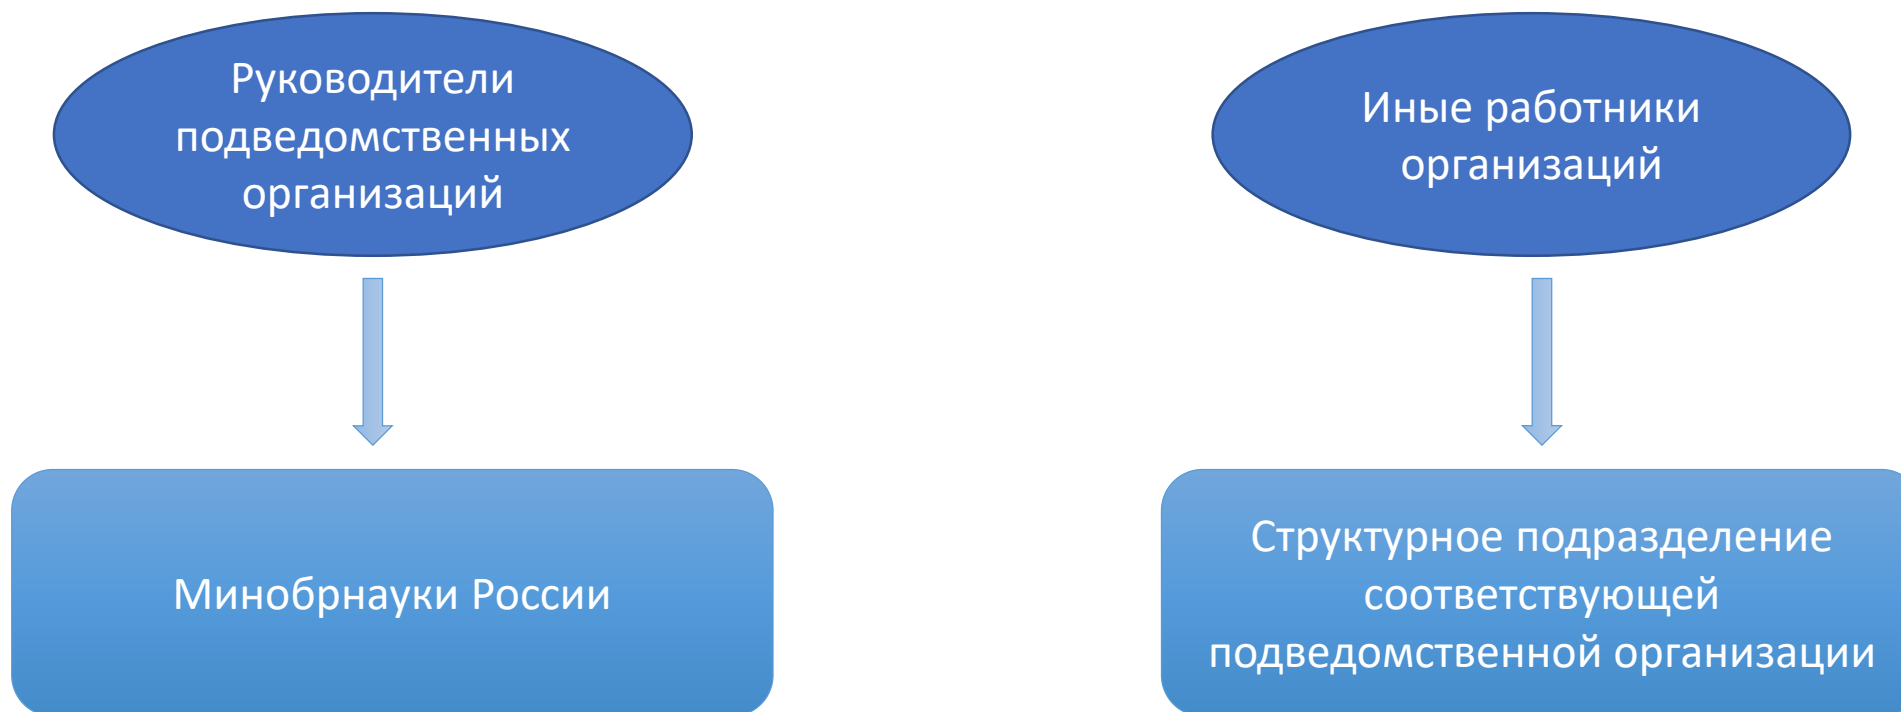 Руководители
подведомственных
организаций
Иные работники
организаций
Минобрнауки России
Структурное подразделение
соответствующей
подведомственной организации